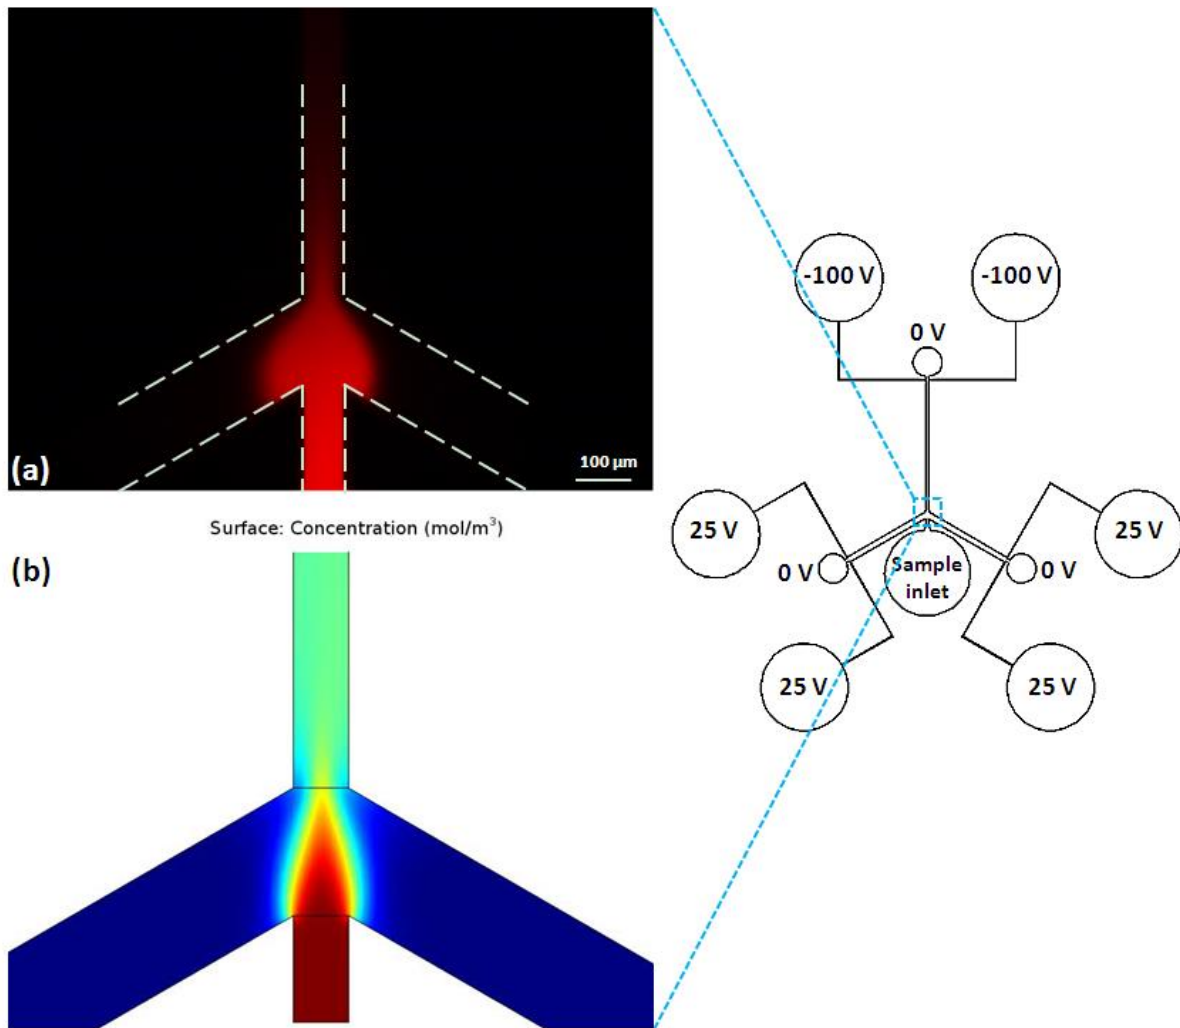 (a)
100 µm
Surface: Concentration (mol/m³)
(b)
-100 V
-100 V
0 V
25 V
25 V
0 V
0 V
Sample
inlet
25 V
25 V